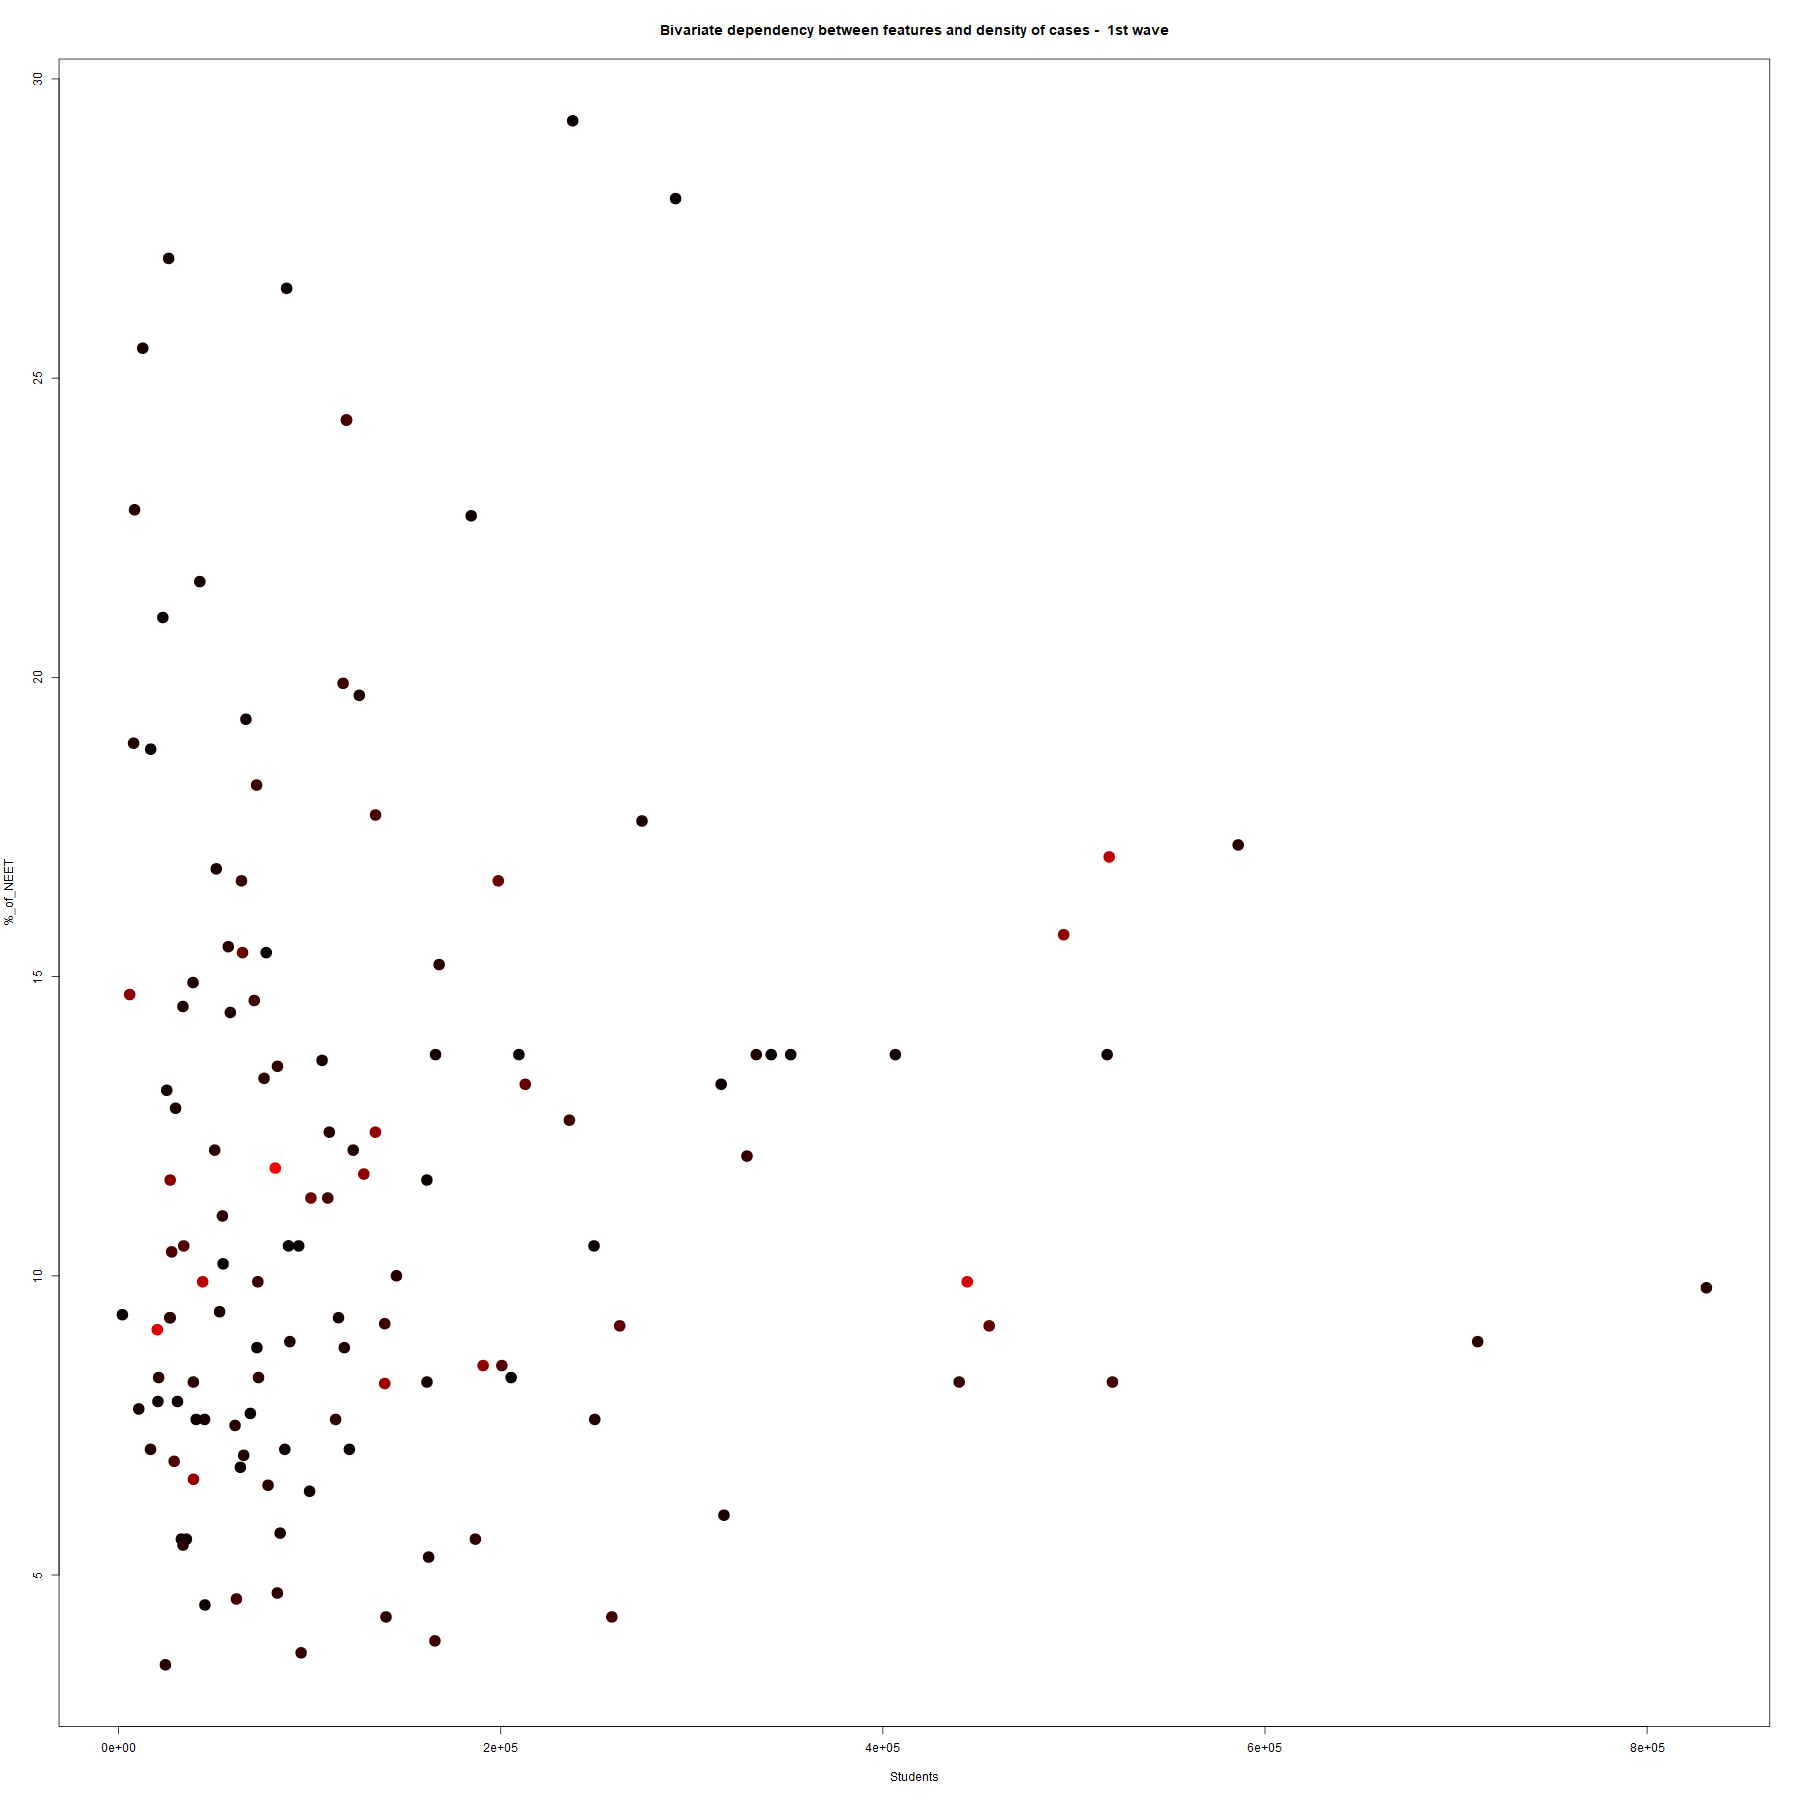 Bivariate dependency between features and density of cases - 1st wave
30
25
20
15
10
5
%_of_NEET
0e+00 2e+05 4e+05 6e+05 8e+05
Students